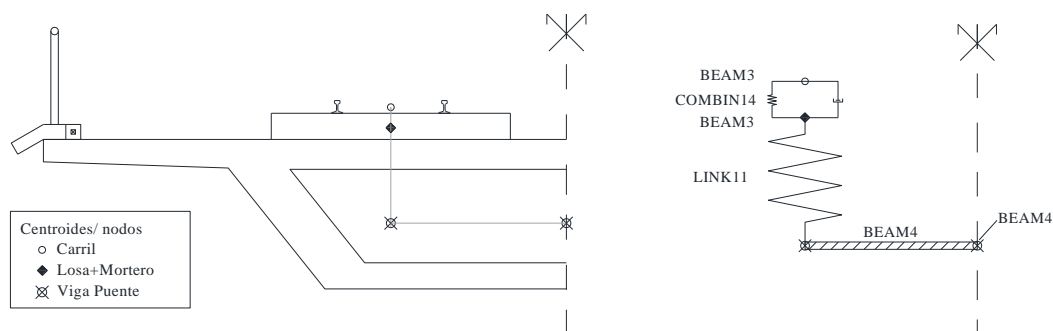 Centroides/ nodos
Carril
Losa+Mortero
Viga Puente
BEAM3
COMBIN14
BEAM3
LINK11
BEAM4
BEAM4